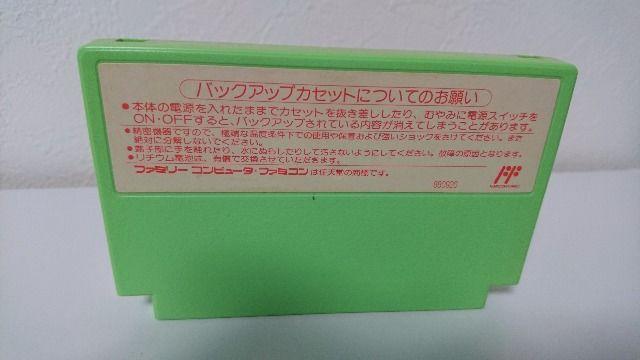 バックアップカセットについてのお願い
●本体の電源を入れたままでカセットを抜き差ししたり、むやみに電源スイッチを
ON・OFFすると、バックアップされている内容が消えてしまうことがあります。
●精密機器ですので、極端な温度条件下での使用や保管および強いショックをさけてください。また
絶対に分解しないでください。
●端子部に手を触れたり、水にぬらしたりして汚さないようにしてください。故障の原因となります。
●リチウム電池は、有償で交換させていただきます。
ファミリー コンピュータ・ファミコンは任天堂の商標です。